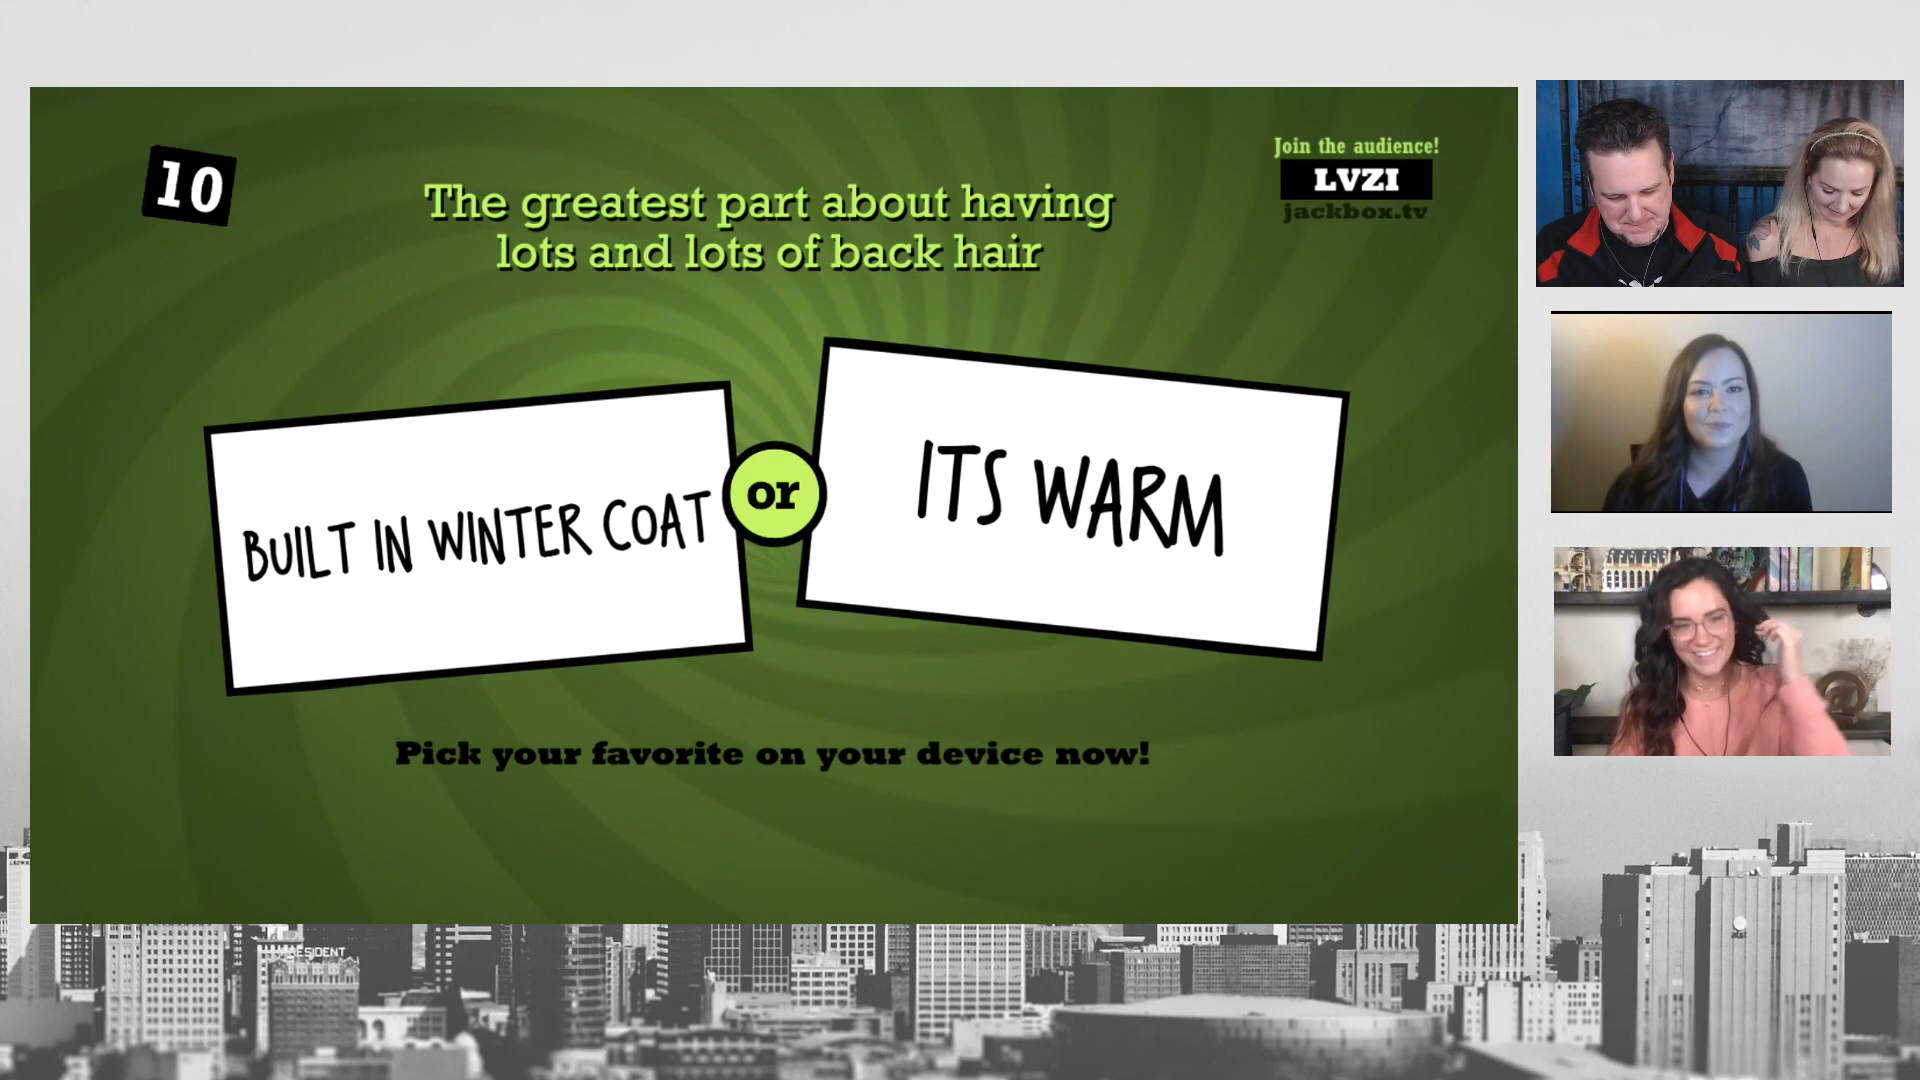 10
Join the audience!
LVZI
jackbox.tv
The greatest part about having
lots and lots of back hair
BUILT IN WINTER COAT
or
ITS WARM
Pick your favorite on your device now!
PRESIDENT